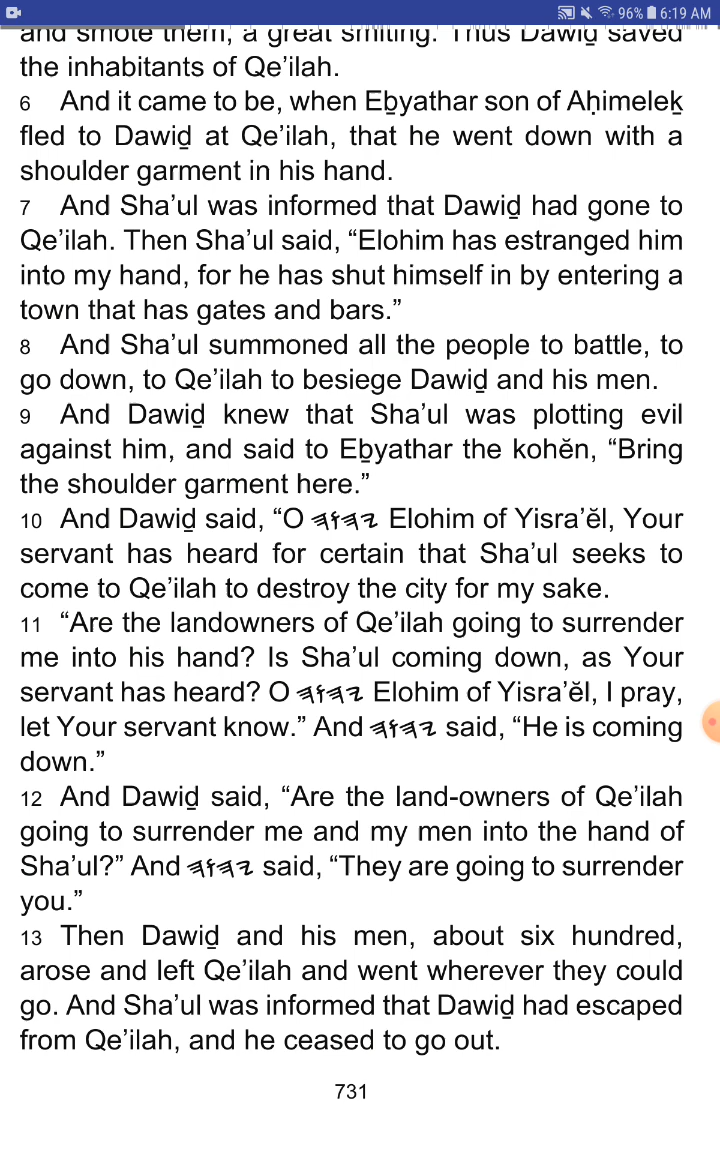 96% 6:19 AM
and smote them, a great smiting. Thus Dawiḏ saved
the inhabitants of Qe’ilah.
6 And it came to be, when Eḇyathar son of Aḥimeleḵ
fled to Dawiḏ at Qe’ilah, that he went down with a
shoulder garment in his hand.
7 And Sha’ul was informed that Dawiḏ had gone to
Qe’ilah. Then Sha’ul said, “Elohim has estranged him
into my hand, for he has shut himself in by entering a
town that has gates and bars.”
8 And Sha’ul summoned all the people to battle, to
go down, to Qe’ilah to besiege Dawiḏ and his men.
9 And Dawiḏ knew that Sha’ul was plotting evil
against him, and said to Eḇyathar the kohĕn, “Bring
the shoulder garment here.”
10 And Dawiḏ said, “O 𐤉𐤄𐤅𐤄 Elohim of Yisra’ĕl, Your
servant has heard for certain that Sha’ul seeks to
come to Qe’ilah to destroy the city for my sake.
11 “Are the landowners of Qe’ilah going to surrender
me into his hand? Is Sha’ul coming down, as Your
servant has heard? O 𐤉𐤄𐤅𐤄 Elohim of Yisra’ĕl, I pray,
let Your servant know.” And 𐤉𐤄𐤅𐤄 said, “He is coming
down.”
12 And Dawiḏ said, “Are the land-owners of Qe’ilah
going to surrender me and my men into the hand of
Sha’ul?” And 𐤉𐤄𐤅𐤄 said, “They are going to surrender
you.”
13 Then Dawiḏ and his men, about six hundred,
arose and left Qe’ilah and went wherever they could
go. And Sha’ul was informed that Dawiḏ had escaped
from Qe’ilah, and he ceased to go out.
731